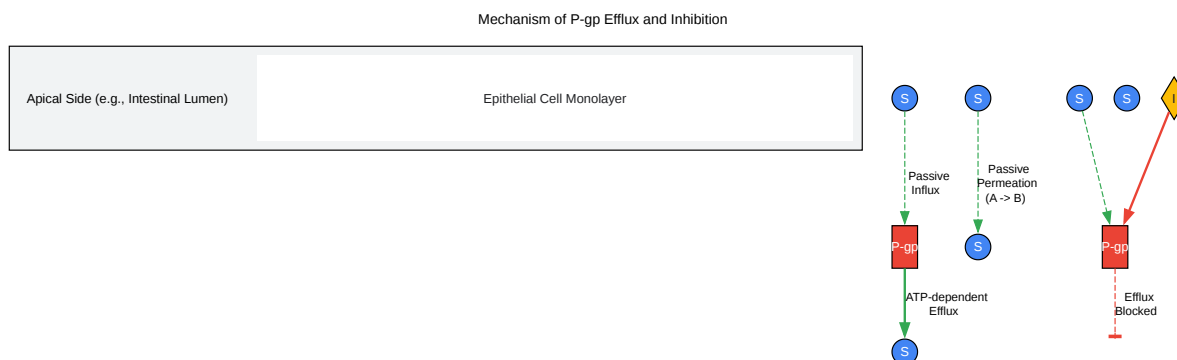 Mechanism of P-gp Efflux and Inhibition
Apical Side (e.g., Intestinal Lumen)
Epithelial Cell Monolayer
S
S
S
S
I
Passive
Influx
Passive
Permeation
(A -> B)
P-gp
S
P-gp
ATP-dependent
Efflux
Efflux
Blocked
S